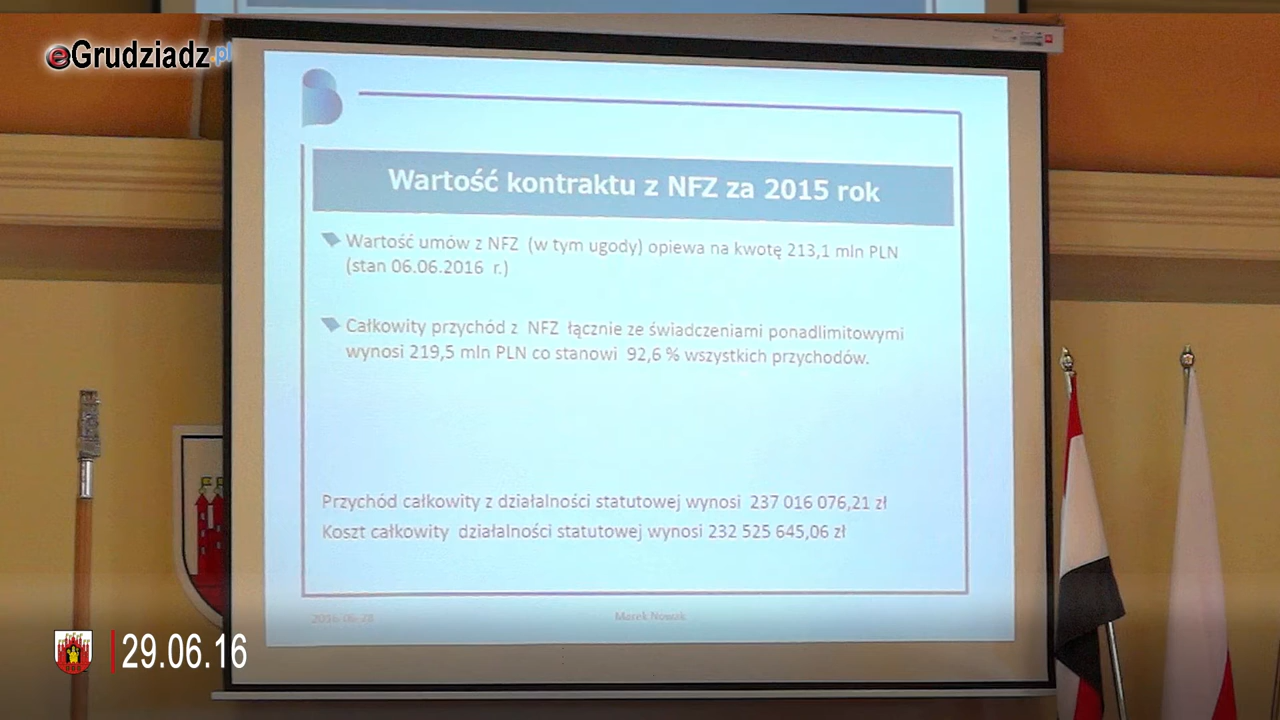 eGrudziadz.pl
Wartość kontraktu z NFZ za 2015 rok
Wartość umów z NFZ (w tym ugody) opiewa na kwotę 213,1 mln PLN
(stan 06.06.2016 r.)
Całkowity przychód z NFZ łącznie ze świadczeniami ponadlimitowymi
wynosi 219,5 mln PLN co stanowi 92,6 % wszystkich przychodów.
Przychód całkowity z działalności statutowej wynosi 237 016 076,21 zł
Koszt całkowity działalności statutowej wynosi 232 525 645,06 zł
2016-06-28 Marek Nowak
29.06.16